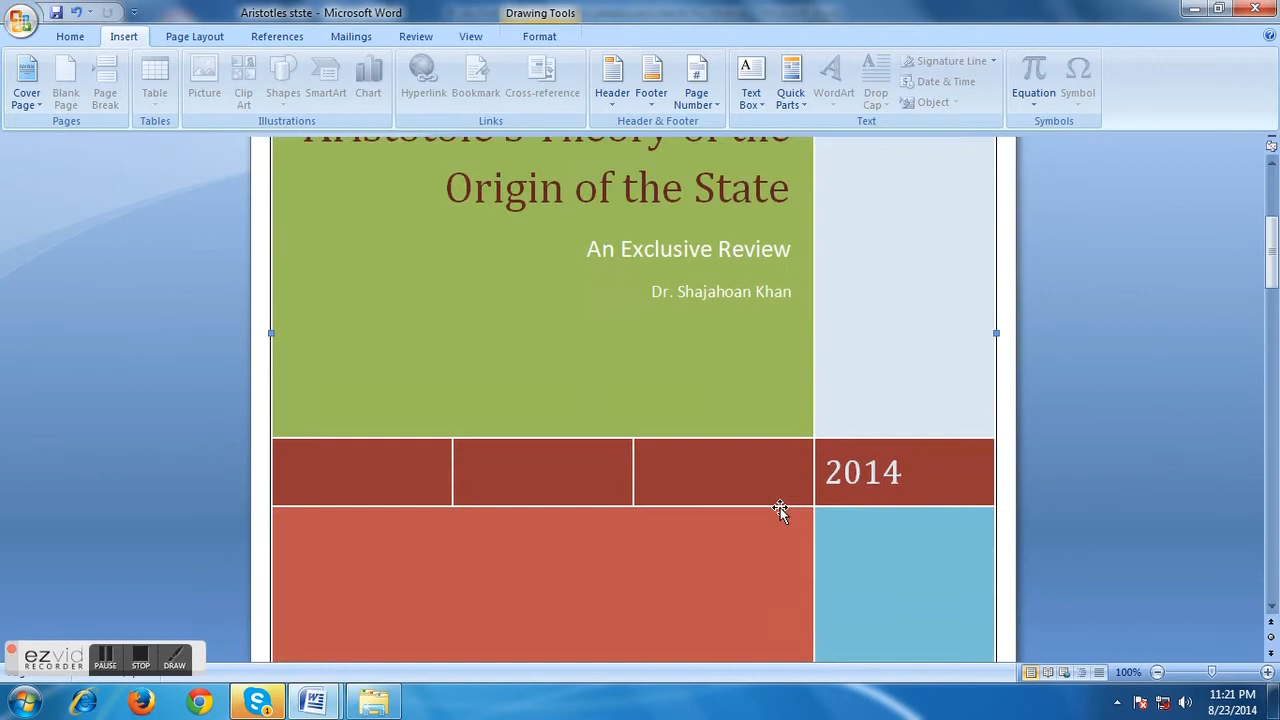 Aristotles stste - Microsoft Word
Drawing Tools
Home Insert Page Layout References Mailings Review View Format
Cover Page
Blank Page
Page Break
Table
Picture
Clip Art
Shapes
SmartArt
Chart
Hyperlink
Bookmark
Cross-reference
Header
Footer
Page Number
Text Box
Quick Parts
WordArt
Drop Cap
Signature Line
Date & Time
Object
Equation
Symbol
Pages Tables Illustrations Links Header & Footer Text Symbols
Aristotole's Theory of the
Origin of the State
An Exclusive Review
Dr. Shajahoan Khan
2014
ezvid
RECORDER
PAUSE STOP DRAW
100%
11:21 PM
8/23/2014